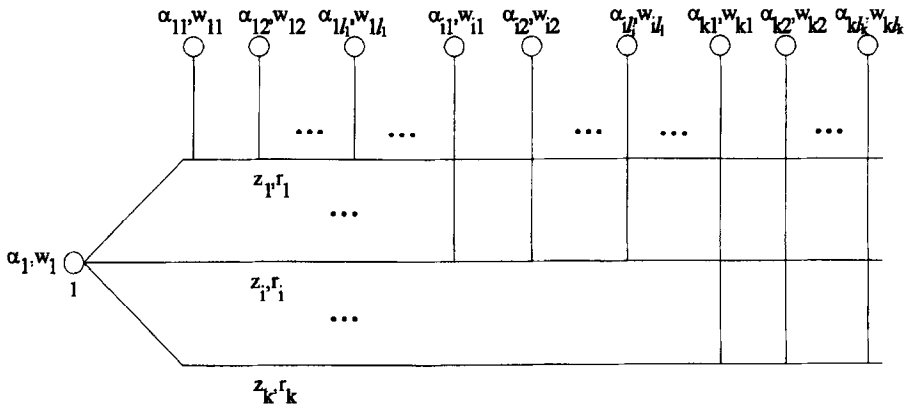 α11,w11 α12,w12 α1l1,w1l1 αi1,wi1 αi2,wi2 αili,wili αk1,wk1 αk2,wk2 αklk,wklk
... ... ... ... ...
z1,r1
...
α1,w1
1
zi,ri
...
zk,rk